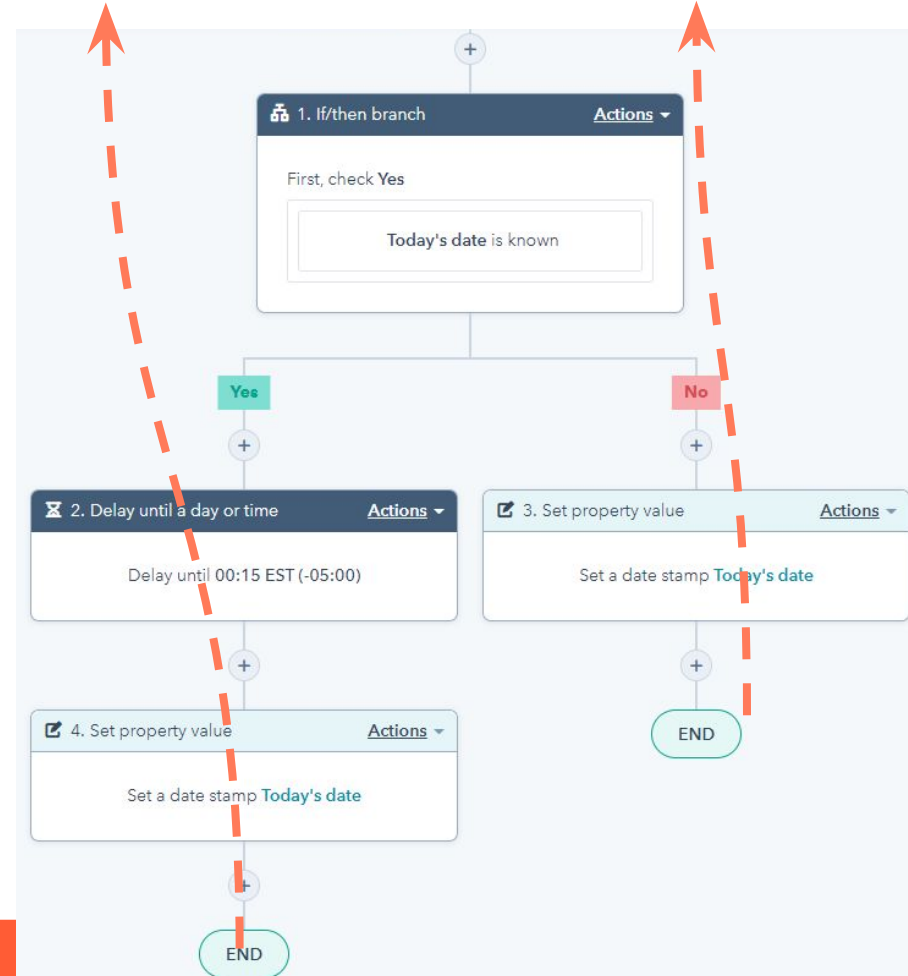 1. If/then branch Actions
First, check Yes
Today's date is known
Yes
No
2. Delay until a day or time Actions
Delay until 00:15 EST (-05:00)
3. Set property value Actions
Set a date stamp Today's date
END
4. Set property value Actions
Set a date stamp Today's date
END